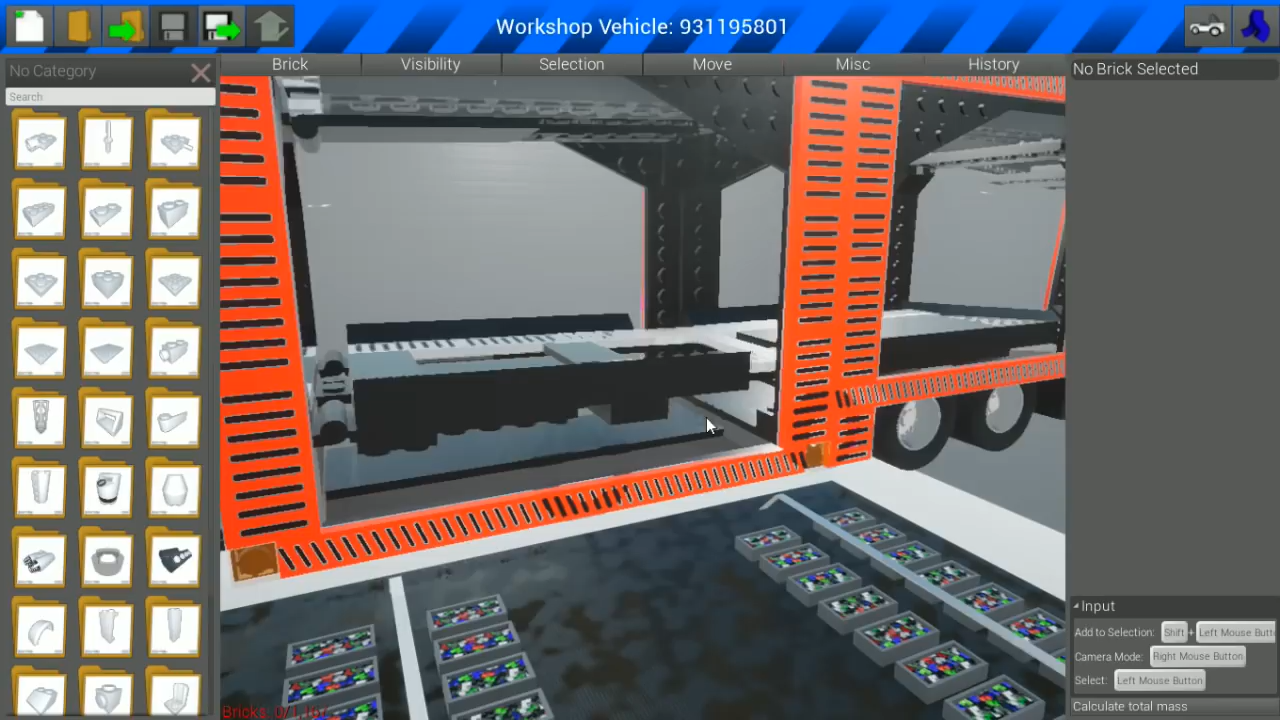 Workshop Vehicle: 931195801
No Category
Search
Brick
Visibility
Selection
Move
Misc
History
No Brick Selected
Input
Add to Selection: Shift + Left Mouse Butt
Camera Mode: Right Mouse Button
Select: Left Mouse Button
Calculate total mass